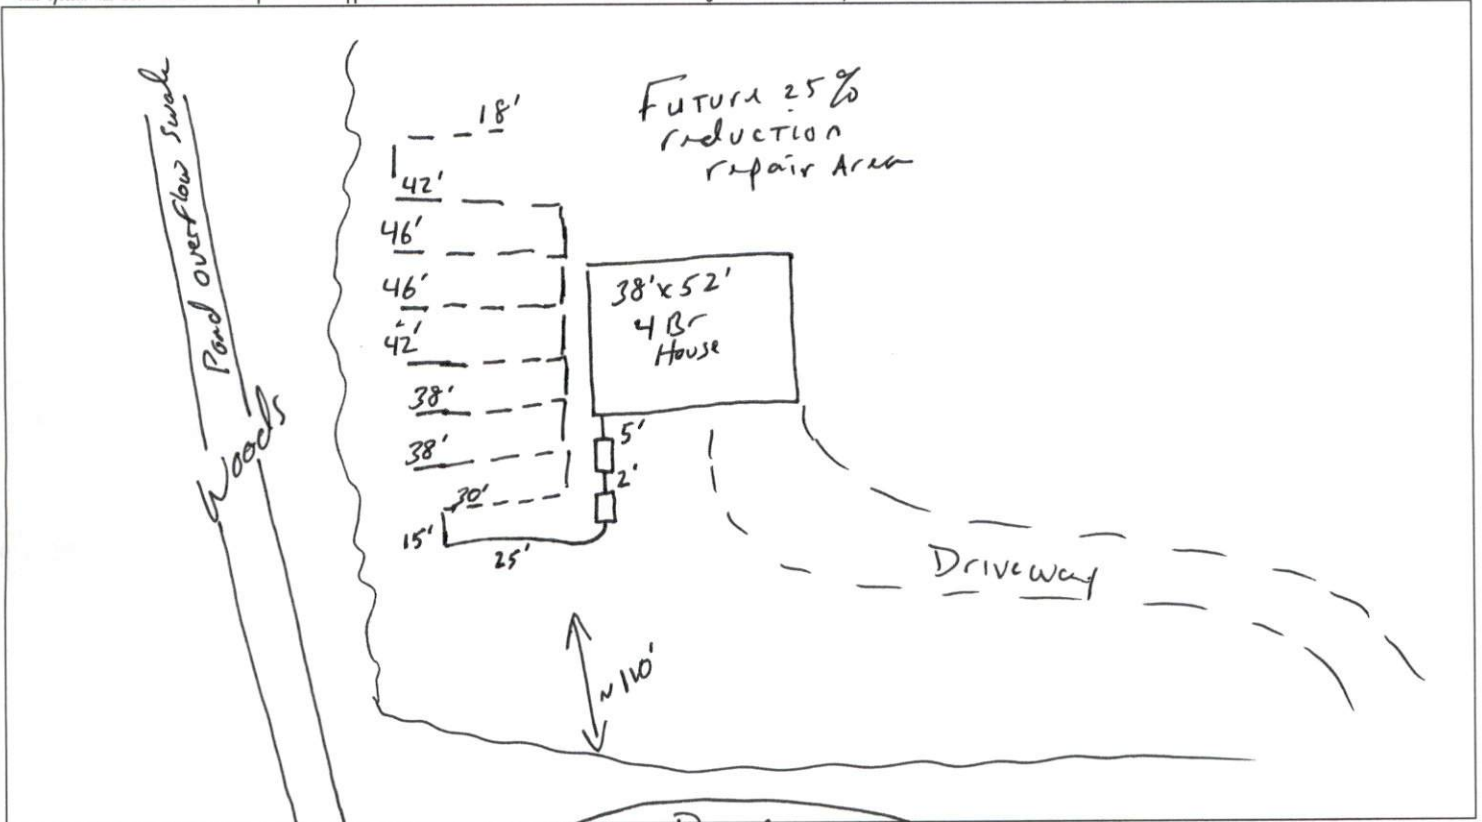 Pond overflow Swale
Woods
18'
42'
46'
46'
42'
38'
38'
30'
15'
25'
Future 25%
reduction
repair Area
38'x52'
4 Br
House
5'
2'
Driveway
~110'